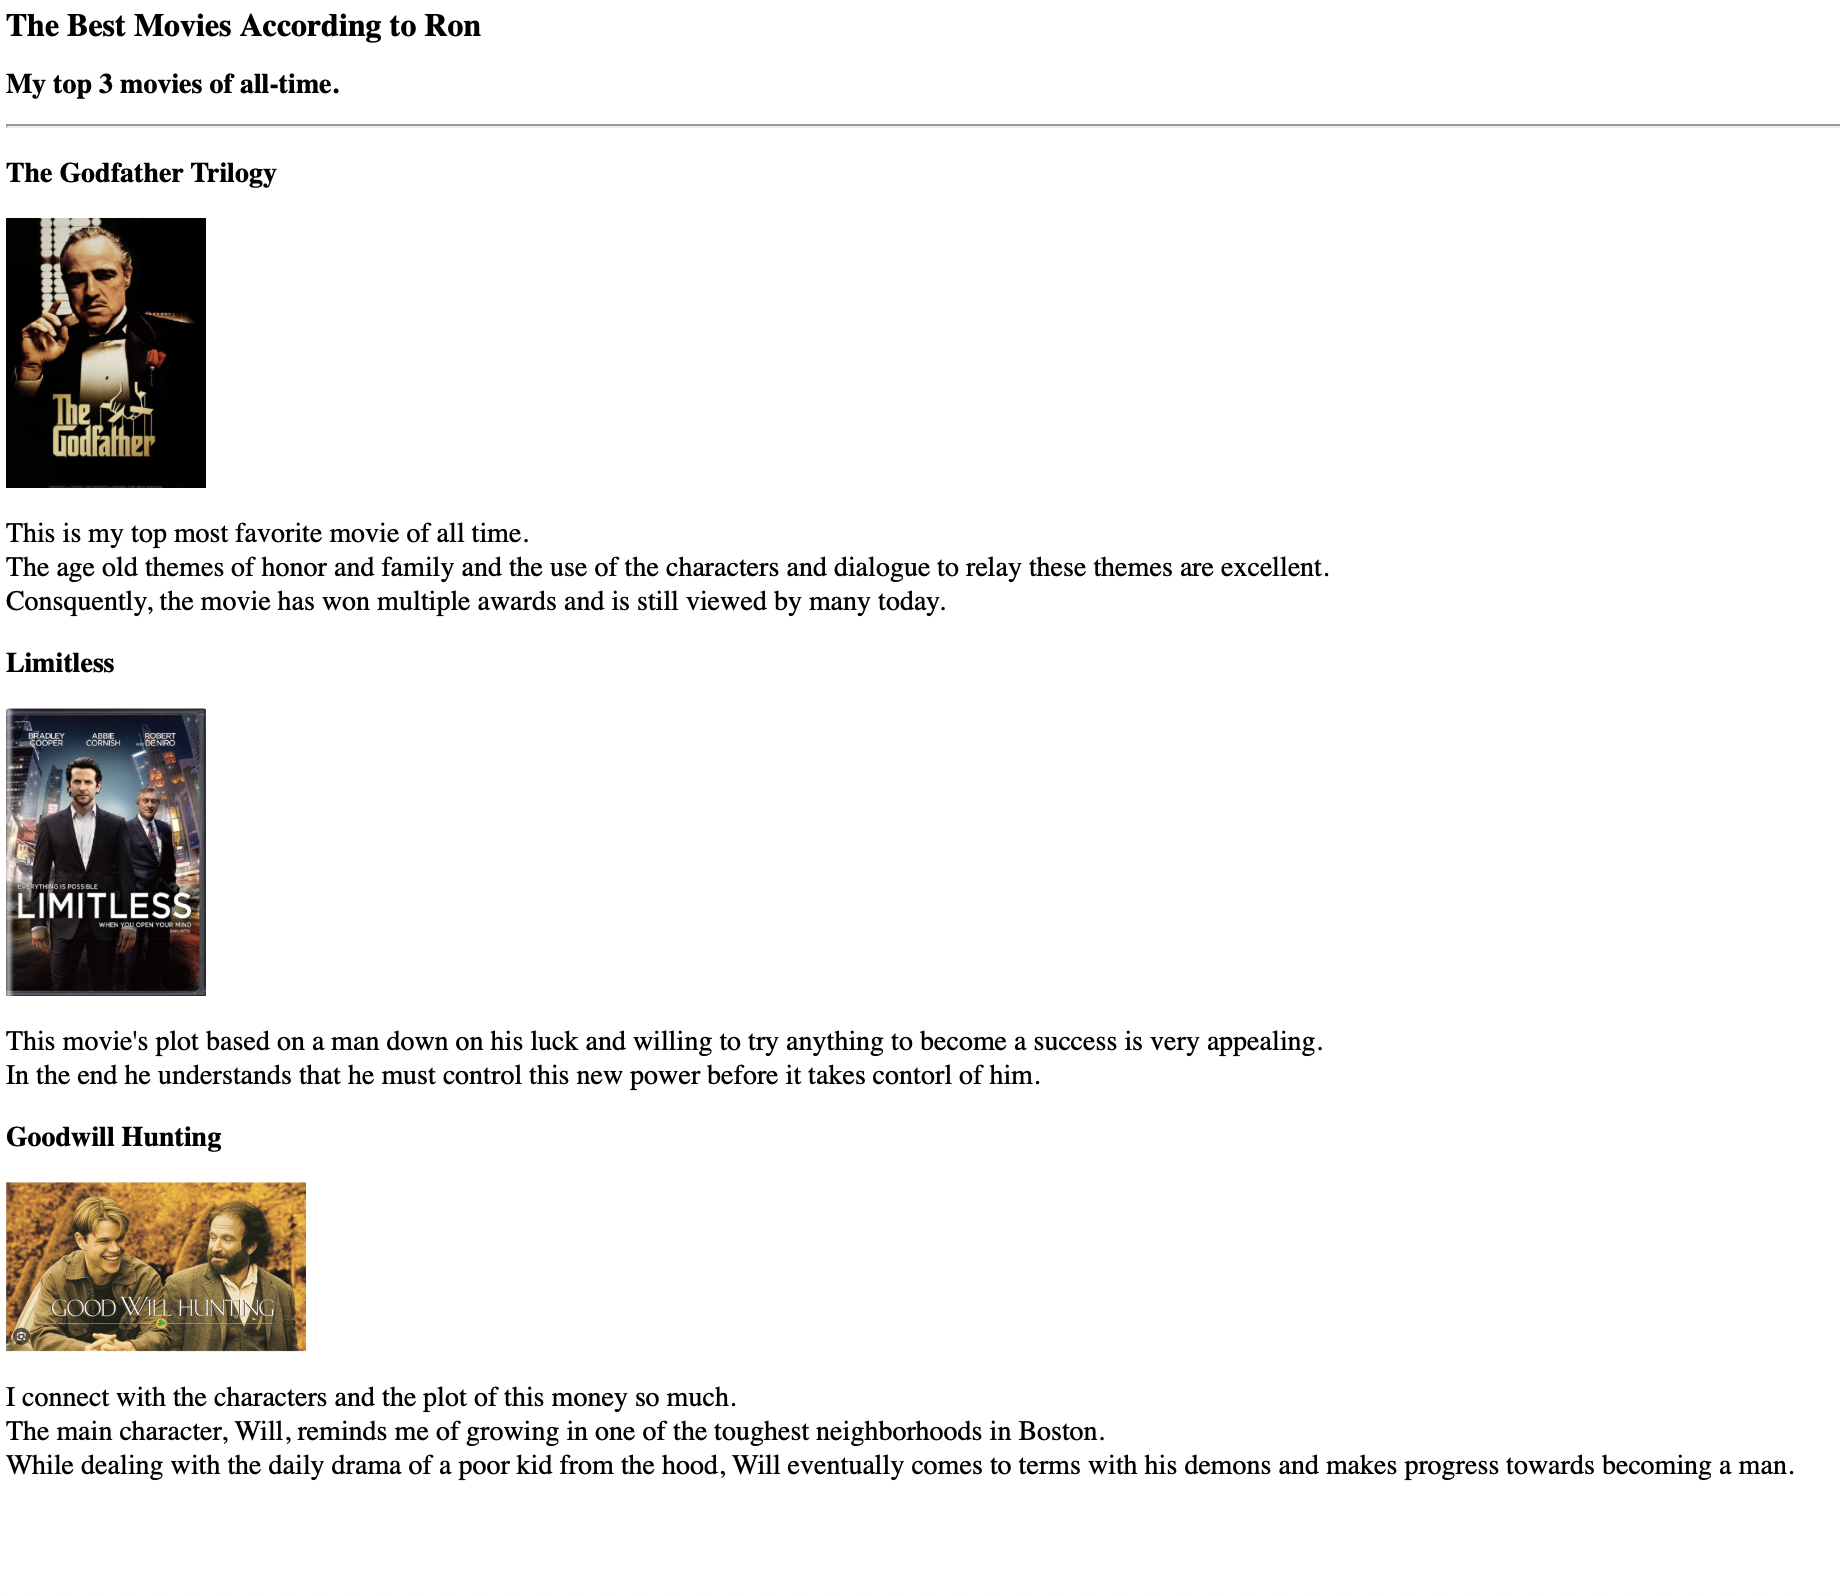 The Best Movies According to Ron
My top 3 movies of all-time.
The Godfather Trilogy
The
Godfather
This is my top most favorite movie of all time.
The age old themes of honor and family and the use of the characters and dialogue to relay these themes are excellent.
Consquently, the movie has won multiple awards and is still viewed by many today.
Limitless
BRADLEY COOPER ABBIE CORNISH AND ROBERT DENIRO
EVERYTHING IS POSSIBLE
LIMITLESS
WHEN YOU OPEN YOUR MIND
This movie's plot based on a man down on his luck and willing to try anything to become a success is very appealing.
In the end he understands that he must control this new power before it takes contorl of him.
Goodwill Hunting
GOOD WILL HUNTING
I connect with the characters and the plot of this money so much.
The main character, Will, reminds me of growing in one of the toughest neighborhoods in Boston.
While dealing with the daily drama of a poor kid from the hood, Will eventually comes to terms with his demons and makes progress towards becoming a man.